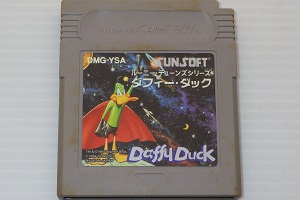 Nintendo GAME BOY
DMG-YSA
SUNSOFT
ルーニー・テューンズシリーズ
ダフィー・ダック
Daffy Duck